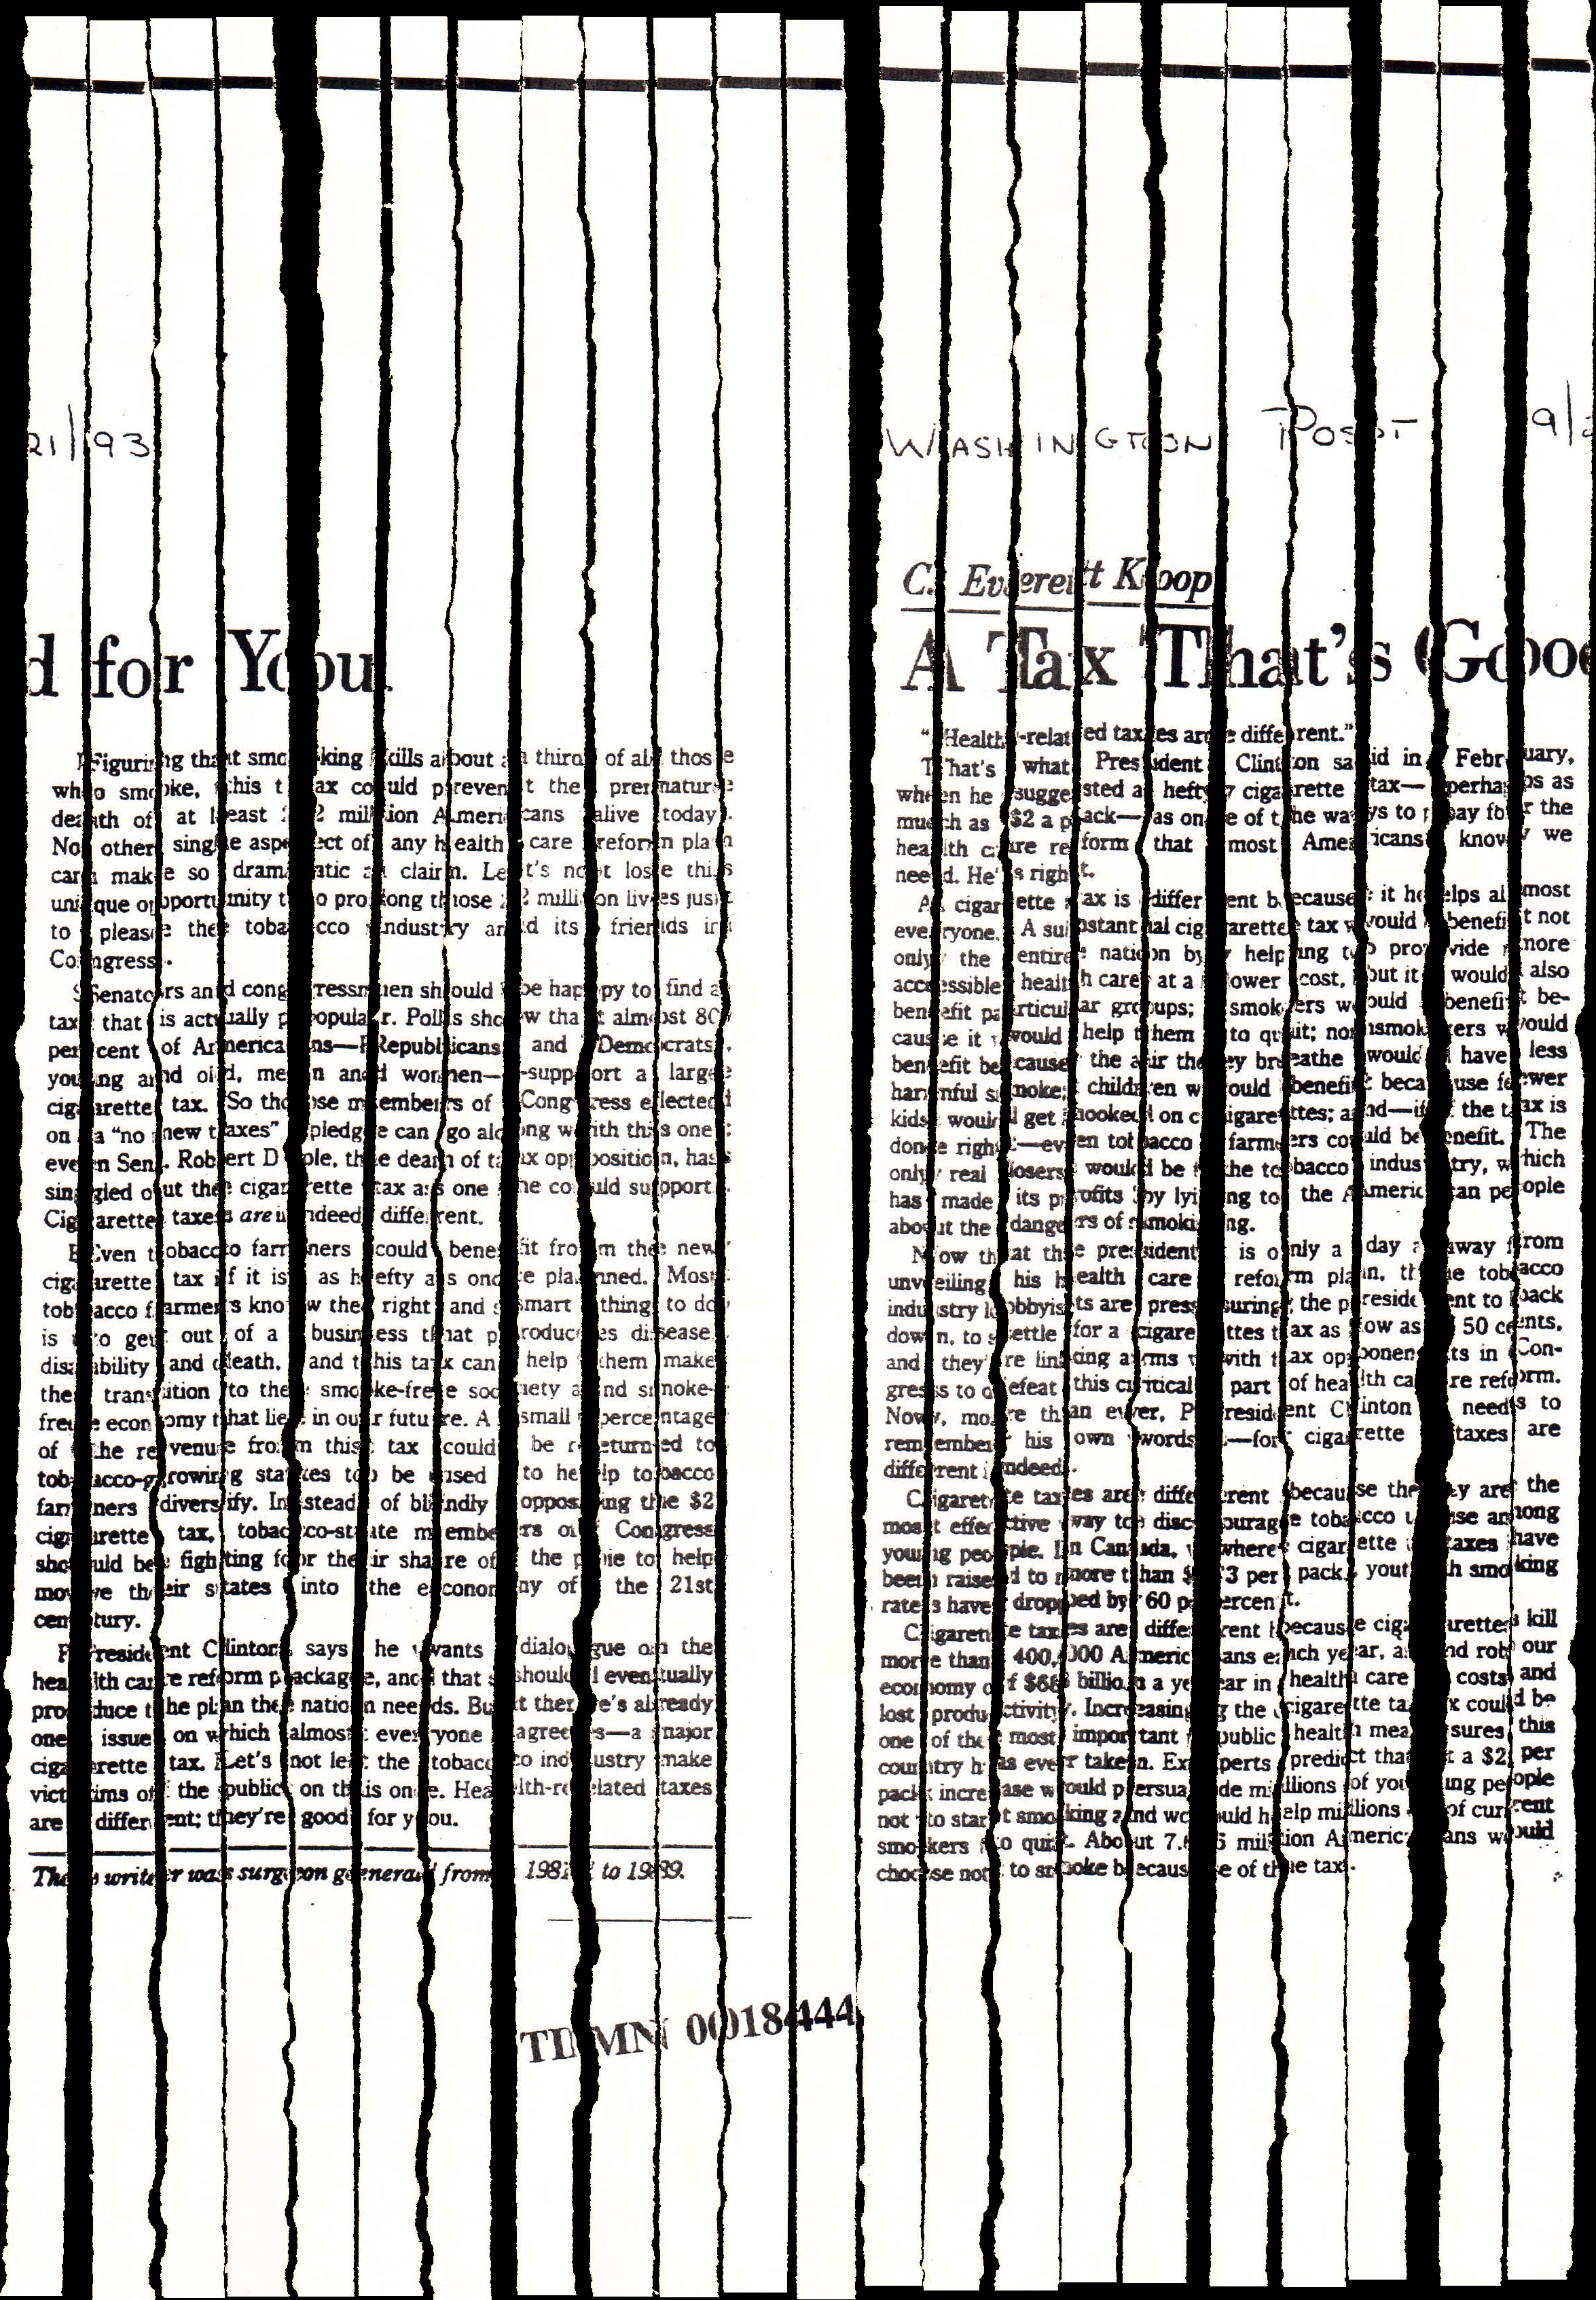 WASHINGTON POST 9/21/93
C. Everett Koop
A Tax That's Good for You
“Health-related taxes are different.”
That's what President Clinton said in February,
when he suggested a hefty cigarette tax—perhaps as
much as $2 a pack—as one of the ways to pay for the
health care reform that most Americans know we
need. He's right.
A cigarette tax is different because it helps almost
everyone. A substantial cigarette tax would benefit not
only the entire nation by helping to provide more
accessible health care at a lower cost, but it would also
benefit particular groups; smokers would benefit be-
cause it would help them to quit; nonsmokers would
benefit because the air they breathe would have less
harmful smoke; children would benefit because fewer
kids would get hooked on cigarettes; and—if the tax is
done right—even tobacco farmers could benefit. The
only real losers would be the tobacco industry, which
has made its profits by lying to the American people
about the dangers of smoking.
Now that the president is only a day away from
unveiling his health care reform plan, the tobacco
industry lobbyists are pressuring the president to back
down, to settle for a cigarettes tax as low as 50 cents,
and they're linking arms with tax opponents in Con-
gress to defeat this critical part of health care reform.
Now, more than ever, President Clinton needs to
remember his own words—for cigarette taxes are
different indeed.
Cigarette taxes are different because they are the
most effective way to discourage tobacco use among
young people. In Canada, where cigarette taxes have
been raised to more than $3 per pack, youth smoking
rates have dropped by 60 percent.
Cigarette taxes are different because cigarettes kill
more than 400,000 Americans each year, and rob our
economy of $68 billion a year in health care costs and
lost productivity. Increasing the cigarette tax could be
one of the most important public health measures this
country has ever taken. Experts predict that a $2 per
pack increase would persuade millions of young people
not to start smoking and would help millions of current
smokers to quit. About 7.6 million Americans would
choose not to smoke because of the tax.
Figuring that smoking kills about a third of all those
who smoke, this tax could prevent the premature
death of at least 2 million Americans alive today.
No other single aspect of any health care reform plan
can make so dramatic a claim. Let's not lose this
unique opportunity to prolong those 2 million lives just
to please the tobacco industry and its friends in
Congress.
Senators and congressmen should be happy to find a
tax that is actually popular. Polls show that almost 80
percent of Americans—Republicans and Democrats,
young and old, men and women—support a large
cigarette tax. So those members of Congress elected
on a “no new taxes” pledge can go along with this one;
even Sen. Robert Dole, the dean of tax opposition, has
singled out the cigarette tax as one he could support.
Cigarette taxes are indeed different.
Even tobacco farmers could benefit from the new
cigarette tax if it is as hefty as once planned. Most
tobacco farmers know the right and smart thing to do
is to get out of a business that produces disease,
disability and death, and this tax can help them make
the transition to the smoke-free society and smoke-
free economy that lie in our future. A small percentage
of the revenue from this tax could be returned to
tobacco-growing states to be used to help tobacco
farmers diversify. Instead of blindly opposing the $2
cigarette tax, tobacco-state members of Congress
should be fighting for their share of the pie to help
move their states into the economy of the 21st
century.
President Clinton says he wants dialogue on the
health care reform package, and that should eventually
produce the plan the nation needs. But there's already
one issue on which almost everyone agrees—a major
cigarette tax. Let's not let the tobacco industry make
victims of the public on this one. Health-related taxes
are different; they're good for you.
The writer was surgeon general from 1981 to 1989.
TIMN 0018444